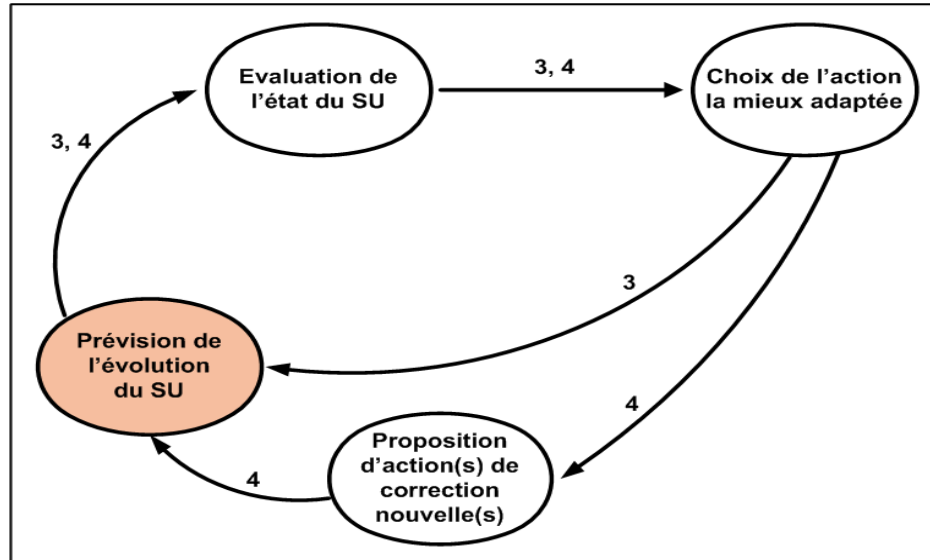 Evaluation de
l'état du SU
3, 4
Choix de l'action
la mieux adaptée
3, 4
3
Prévision de
l'évolution
du SU
4
Proposition
d'action(s) de
correction
nouvelle(s)
4